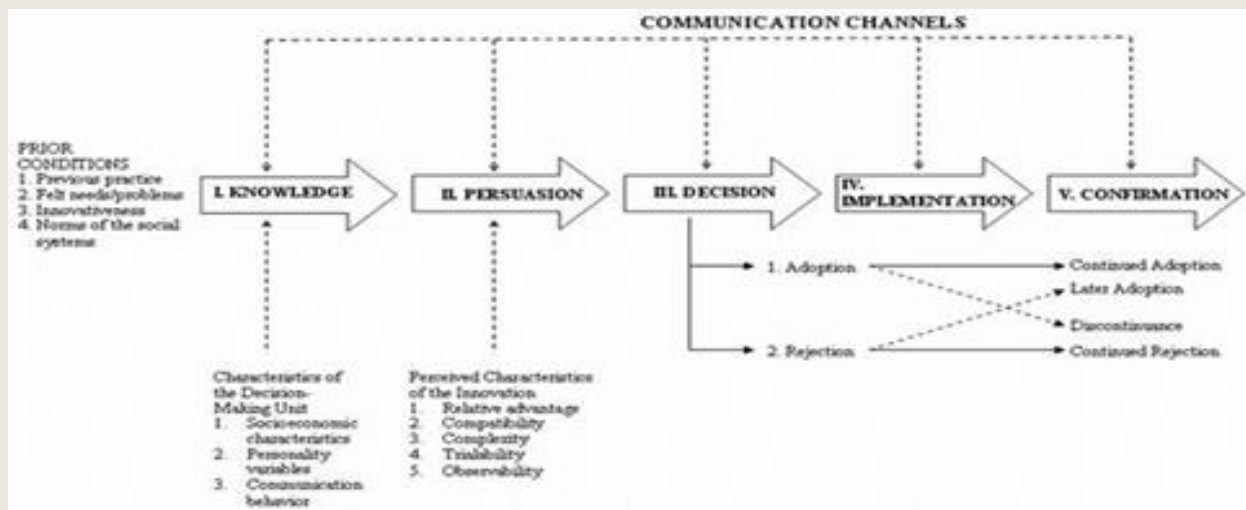 COMMUNICATION CHANNELS
PRIOR
CONDITIONS
1. Previous practice
2. Felt needs/problems
3. Innovativeness
4. Norms of the social
systems
I. KNOWLEDGE
II. PERSUASION
III. DECISION
IV.
IMPLEMENTATION
V. CONFIRMATION
1. Adoption
2. Rejection
Continued Adoption
Later Adoption
Discontinuance
Continued Rejection
Characteristics of
the Decision-
Making Unit
1. Socioeconomic
characteristics
2. Personality
variables
3. Communication
behavior
Perceived Characteristics
of the Innovation
1. Relative advantage
2. Compatibility
3. Complexity
4. Trialability
5. Observability